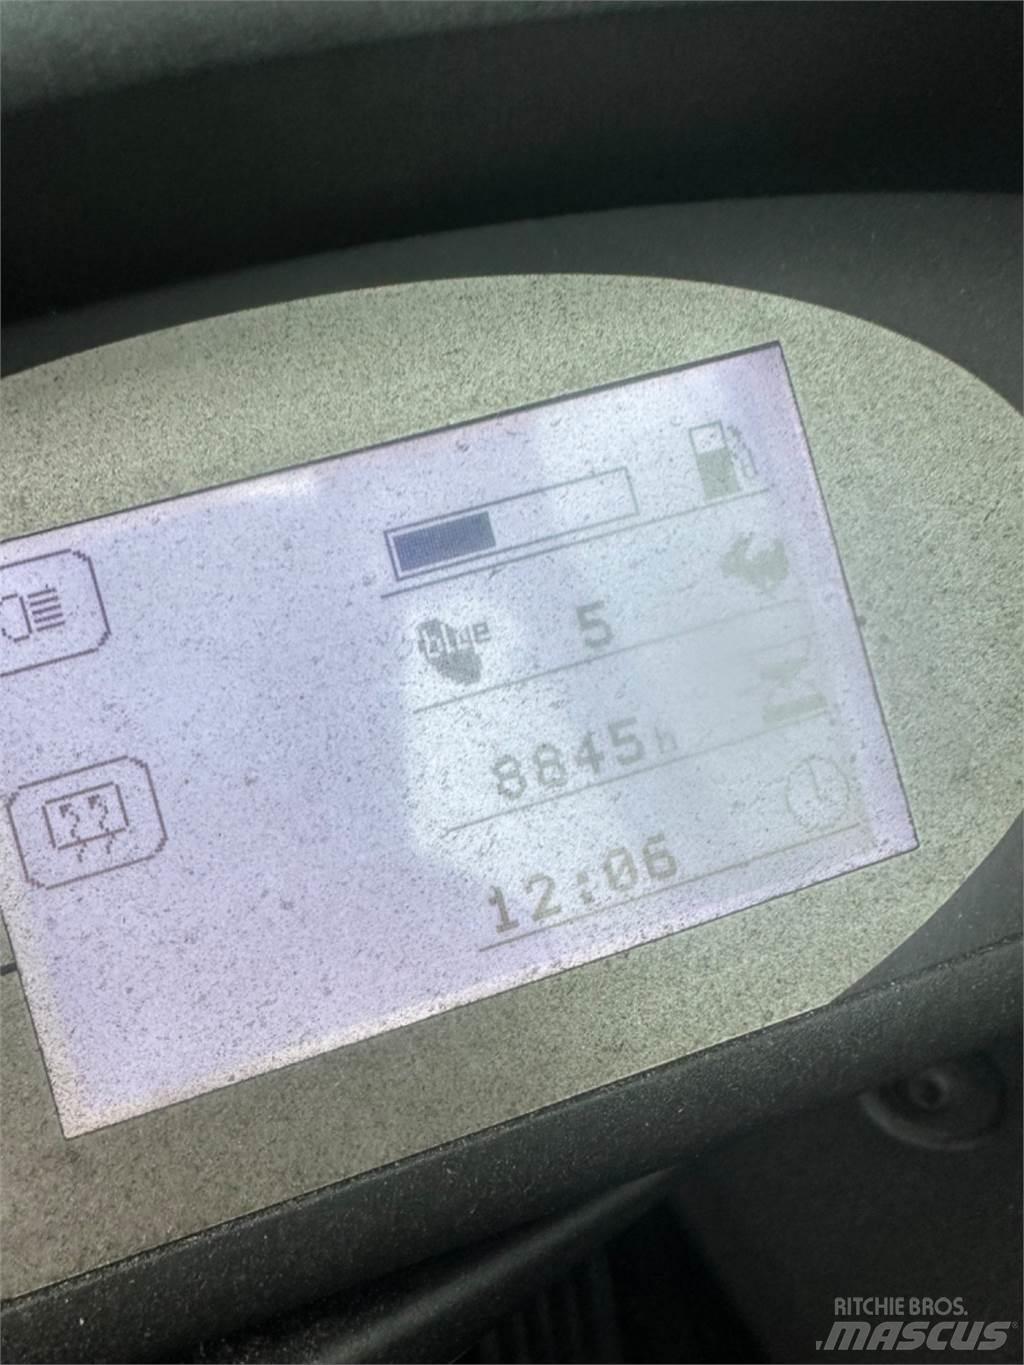 blue 5
8845h
12:06
RITCHIE BROS.
MASCUS